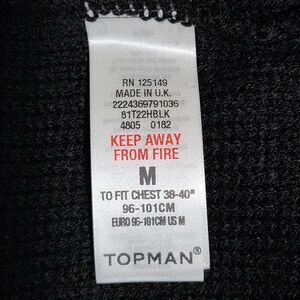 RN 125149
MADE IN U.K.
2224369791036
81T22HBLK
4805 0182
KEEP AWAY
FROM FIRE
M
TO FIT CHEST 38-40"
96-101CM
EURO 96-101CM US M
TOPMAN®